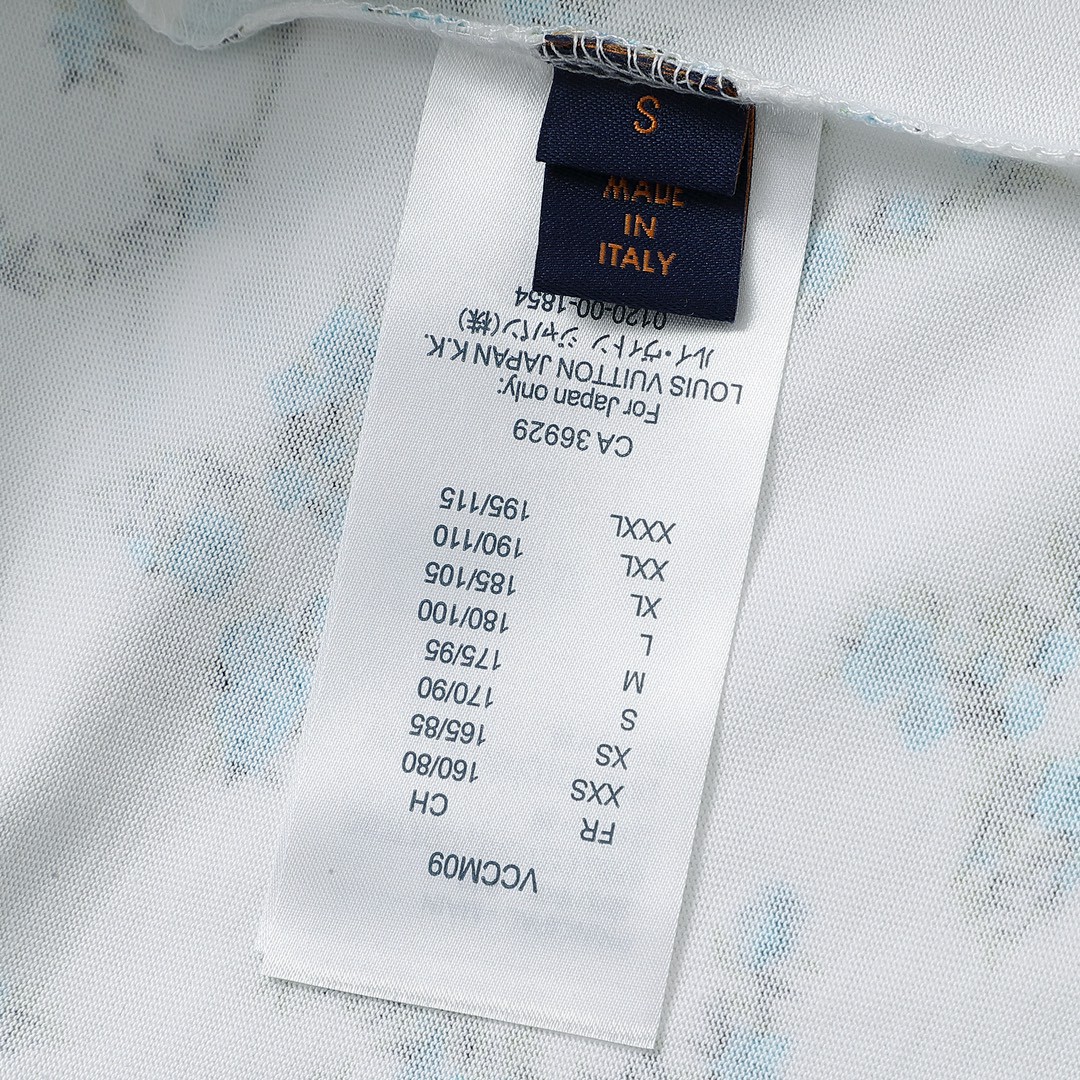 S
MADE
IN
ITALY
VCCM09
FR CH
XXS 160/80
XS 165/85
S 170/90
M 175/95
L 180/100
XL 185/105
XXL 190/110
XXXL 195/115
CA 36929
For Japan only:
LOUIS VUITTON JAPAN K.K.
ルイ・ヴィトン ジャパン(株)
0120-00-1854